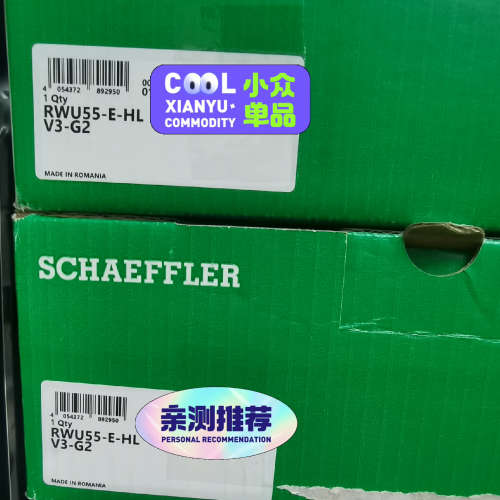 COOL
XIANYU
COMMODITY
小众
单品
4 054372 892950
1 Qty
RWU55-E-HL
V3-G2
MADE IN ROMANIA
SCHAEFFLER
4 054372 892950
1 Qty
RWU55-E-HL
V3-G2
亲测推荐
PERSONAL RECOMMENDATION
MADE IN ROMANIA